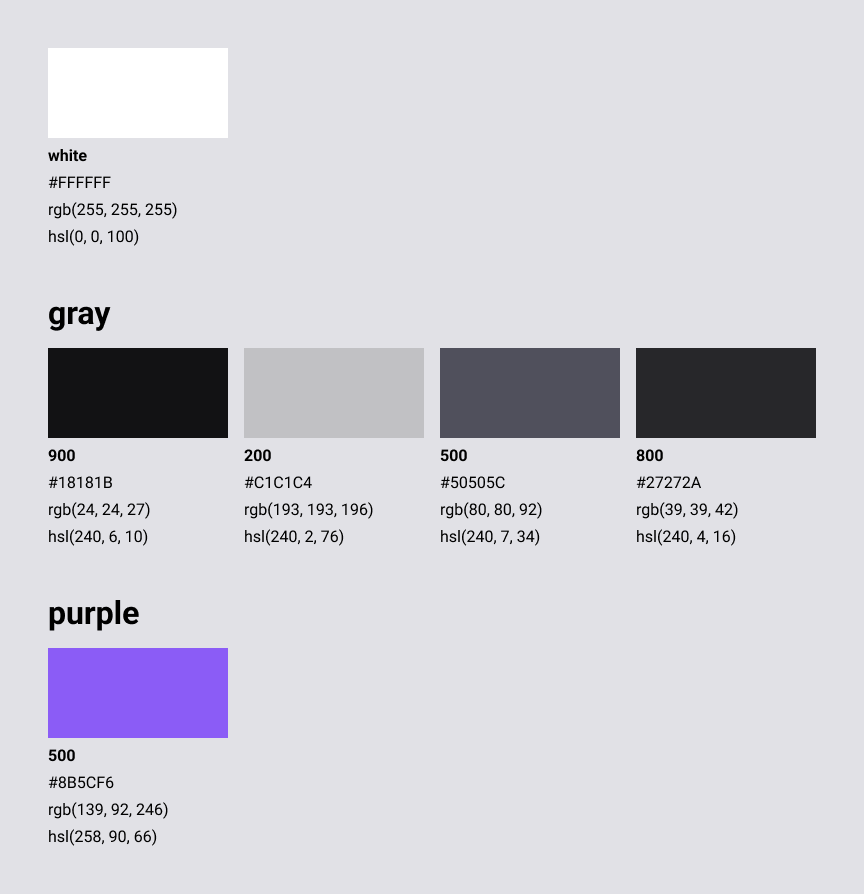 white
#FFFFFF
rgb(255, 255, 255)
hsl(0, 0, 100)
gray
900
#18181B
rgb(24, 24, 27)
hsl(240, 6, 10)
200
#C1C1C4
rgb(193, 193, 196)
hsl(240, 2, 76)
500
#50505C
rgb(80, 80, 92)
hsl(240, 7, 34)
800
#27272A
rgb(39, 39, 42)
hsl(240, 4, 16)
purple
500
#8B5CF6
rgb(139, 92, 246)
hsl(258, 90, 66)